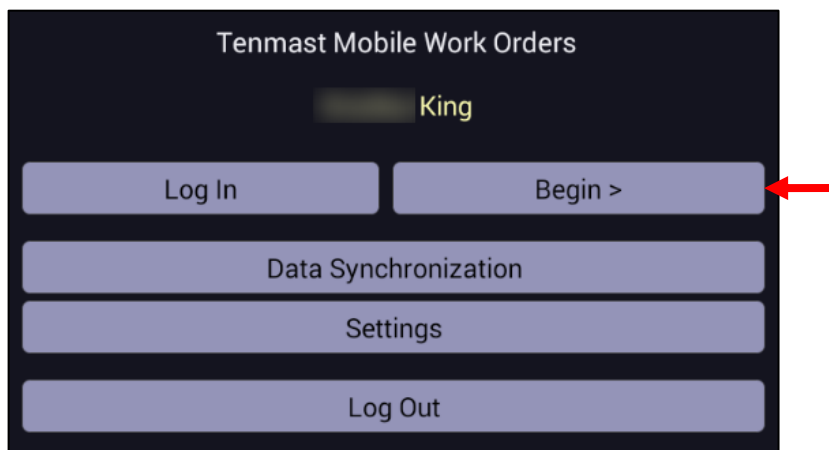 Tenmast Mobile Work Orders
King
Log In
Begin >
Data Synchronization
Settings
Log Out